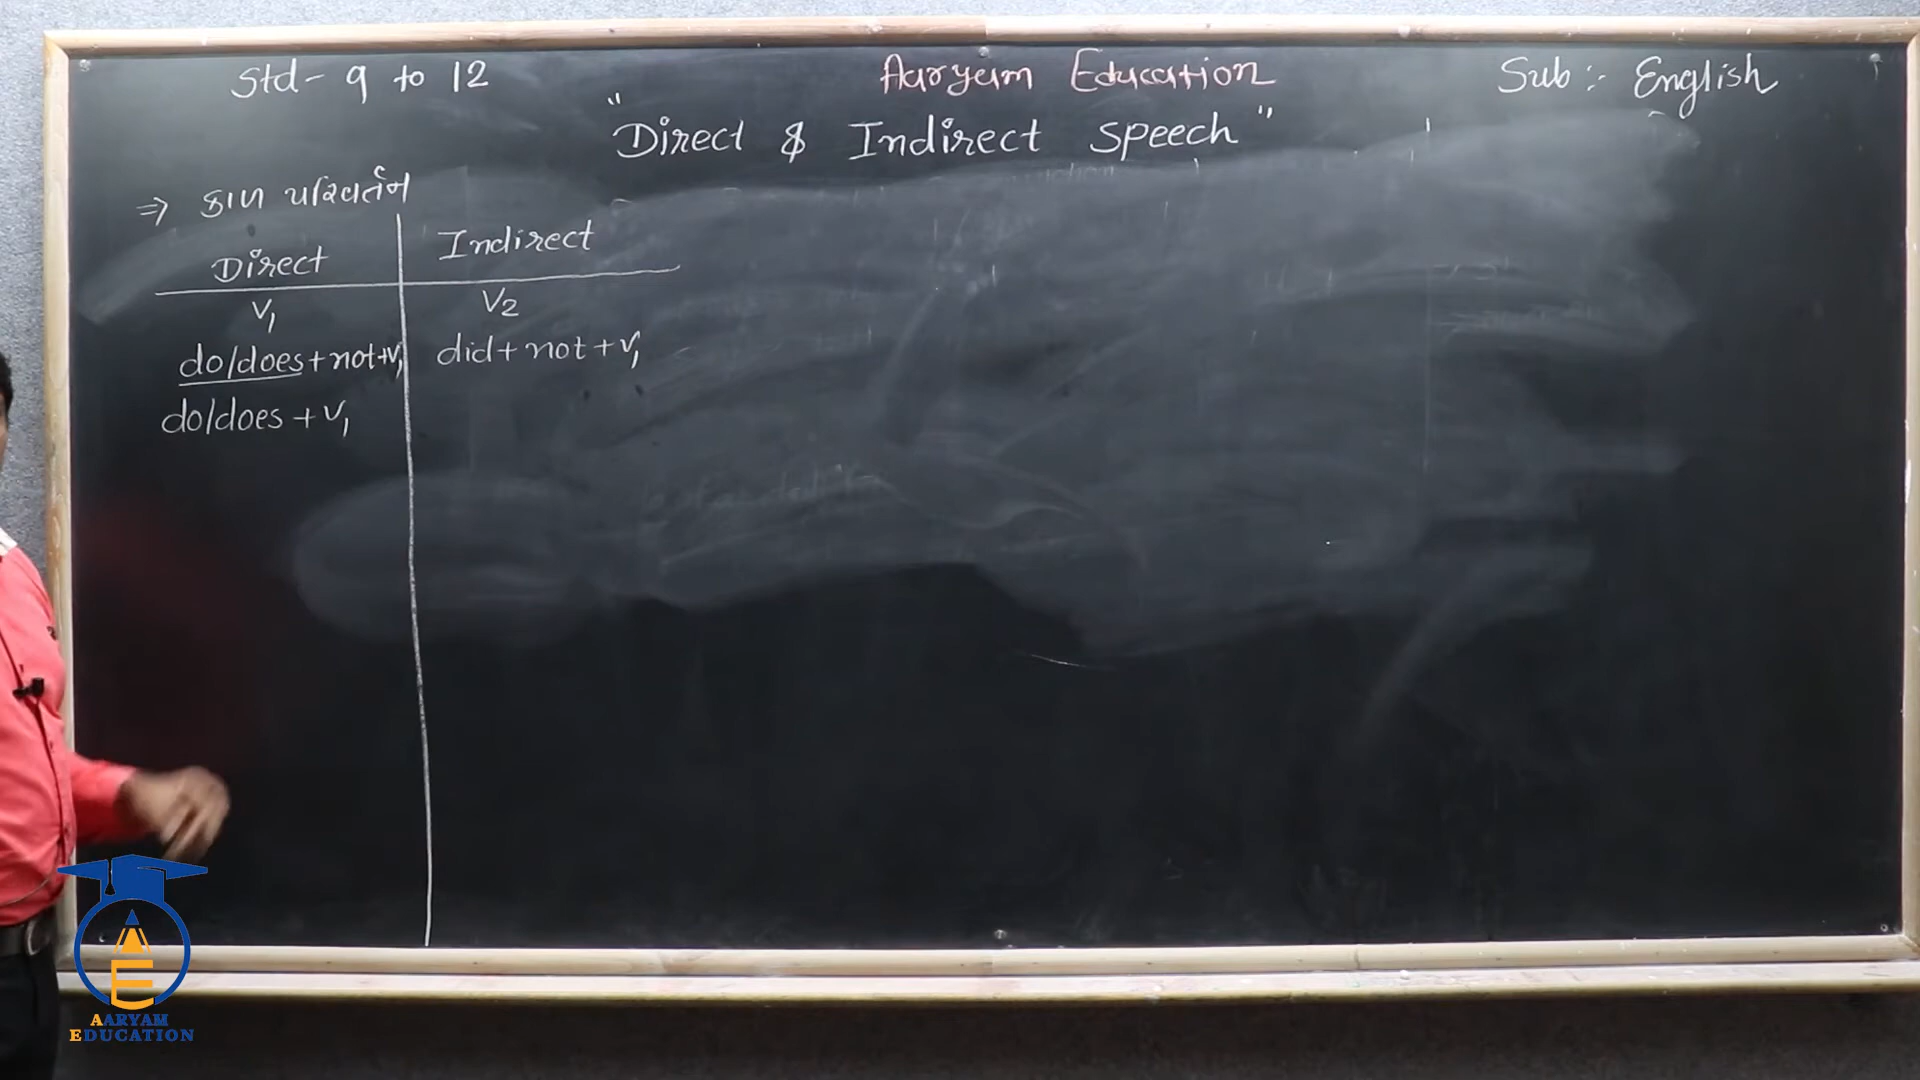 Std - 9 to 12
Aaryam Education
Sub :- English
"Direct & Indirect Speech"
⇒ કાળ પરિવર્તન
Direct
Indirect
V1
V2
do/does + not + V1
did + not + V1
do/does + V1
AARYAM
EDUCATION